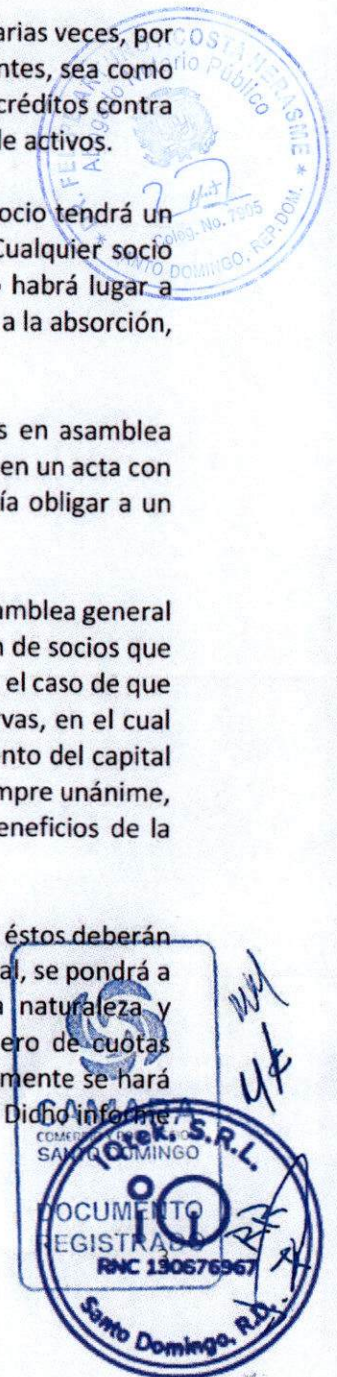 arias veces, por
ntes, sea como
créditos contra
de activos.
Abogado Notario Público
Coleg. No. 7905
SANTO DOMINGO, REP. DOM.
ocio tendrá un
Cualquier socio
o habrá lugar a
a la absorción,
s en asamblea
en un acta con
ía obligar a un
amblea general
n de socios que
el caso de que
vas, en el cual
nto del capital
mpre unánime,
eneficios de la
éstos deberán
al, se pondrá a
a naturaleza y
ero de cuotas
mente se hará
Dicho informe
CAMARA
SANTO DOMINGO
DOCUMENTO
REGISTRADO
3
S.R.L.
RNC 130676967
Santo Domingo, R.D.